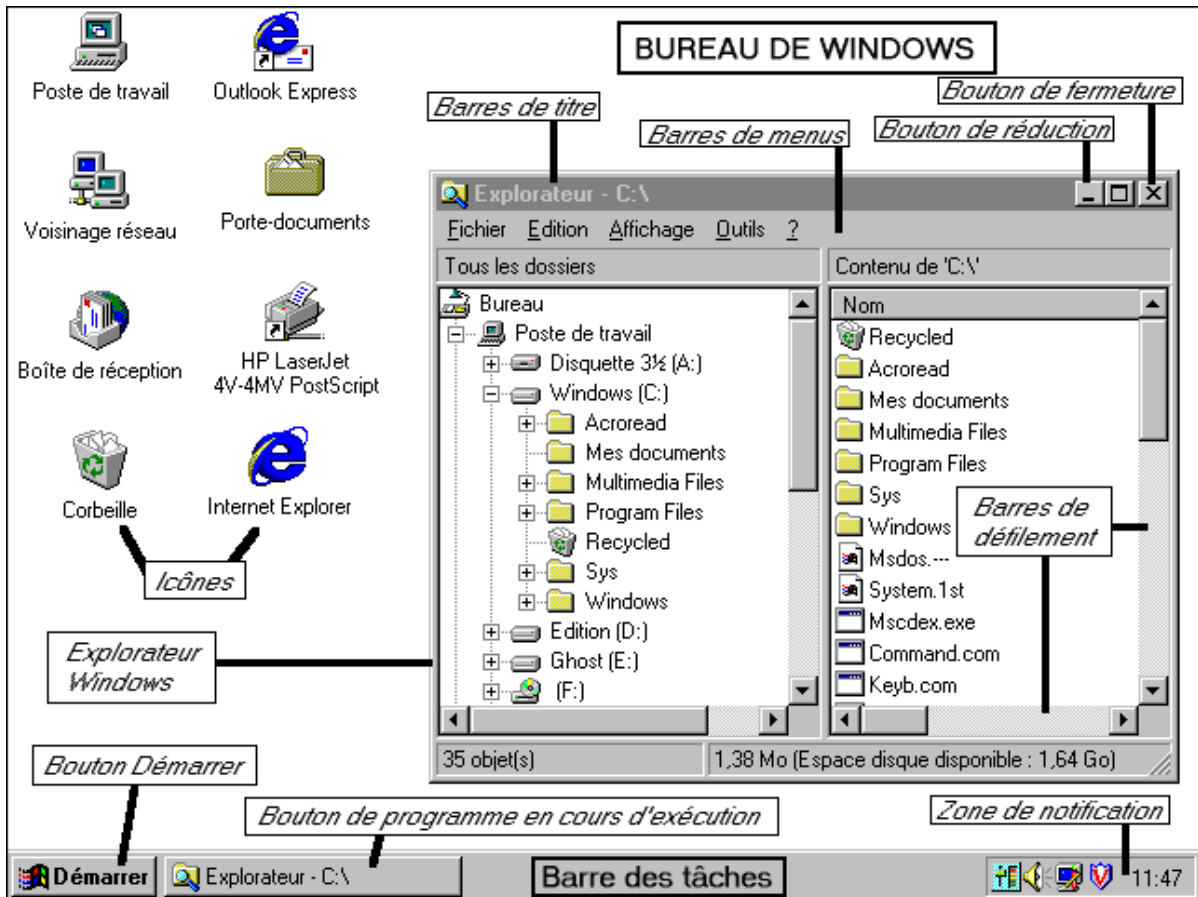 BUREAU DE WINDOWS
Poste de travail
Outlook Express
Voisinage réseau
Porte-documents
Boîte de réception
HP LaserJet
4V-4MV PostScript
Corbeille
Internet Explorer
Icônes
Barres de titre
Barres de menus
Bouton de réduction
Bouton de fermeture
Explorateur - C:\
Fichier Edition Affichage Outils ?
Tous les dossiers
Bureau
Poste de travail
Disquette 3½ (A:)
Windows (C:)
Acroread
Mes documents
Multimedia Files
Program Files
Recycled
Sys
Windows
Edition (D:)
Ghost (E:)
(F:)
Contenu de 'C:\'
Nom
Recycled
Acroread
Mes documents
Multimedia Files
Program Files
Sys
Windows
Msdos.---
System.1st
Mscdex.exe
Command.com
Keyb.com
Barres de
défilement
35 objet(s)
1,38 Mo (Espace disque disponible : 1,64 Go)
Explorateur
Windows
Bouton Démarrer
Bouton de programme en cours d'exécution
Zone de notification
Démarrer
Explorateur - C:\
Barre des tâches
11:47